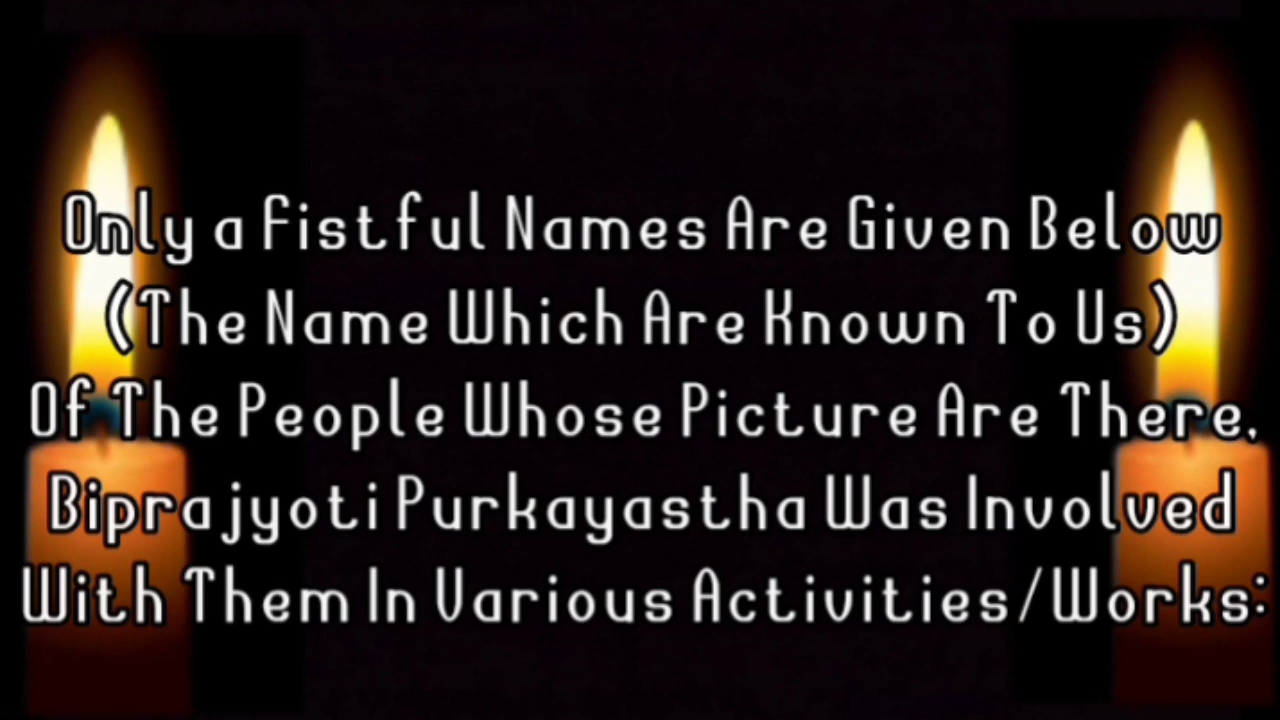 Only a Fistful Names Are Given Below
(The Name Which Are Known To Us)
Of The People Whose Picture Are There,
Biprajyoti Purkayastha Was Involved
With Them In Various Activities/Works: